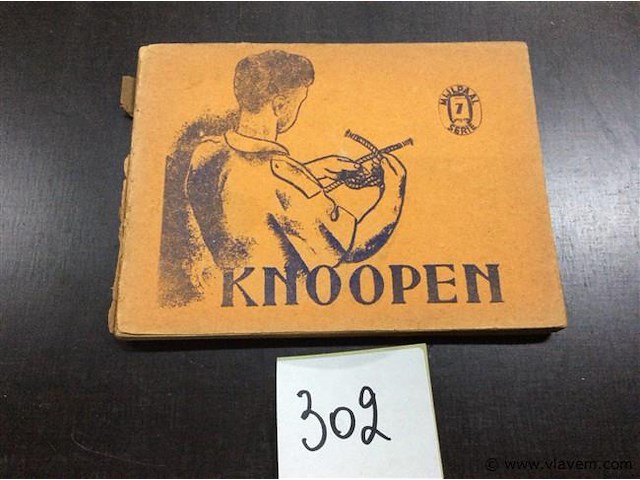 MIJLPAAL
7
SERIE
KNOOPEN
302
© www.vlavem.com